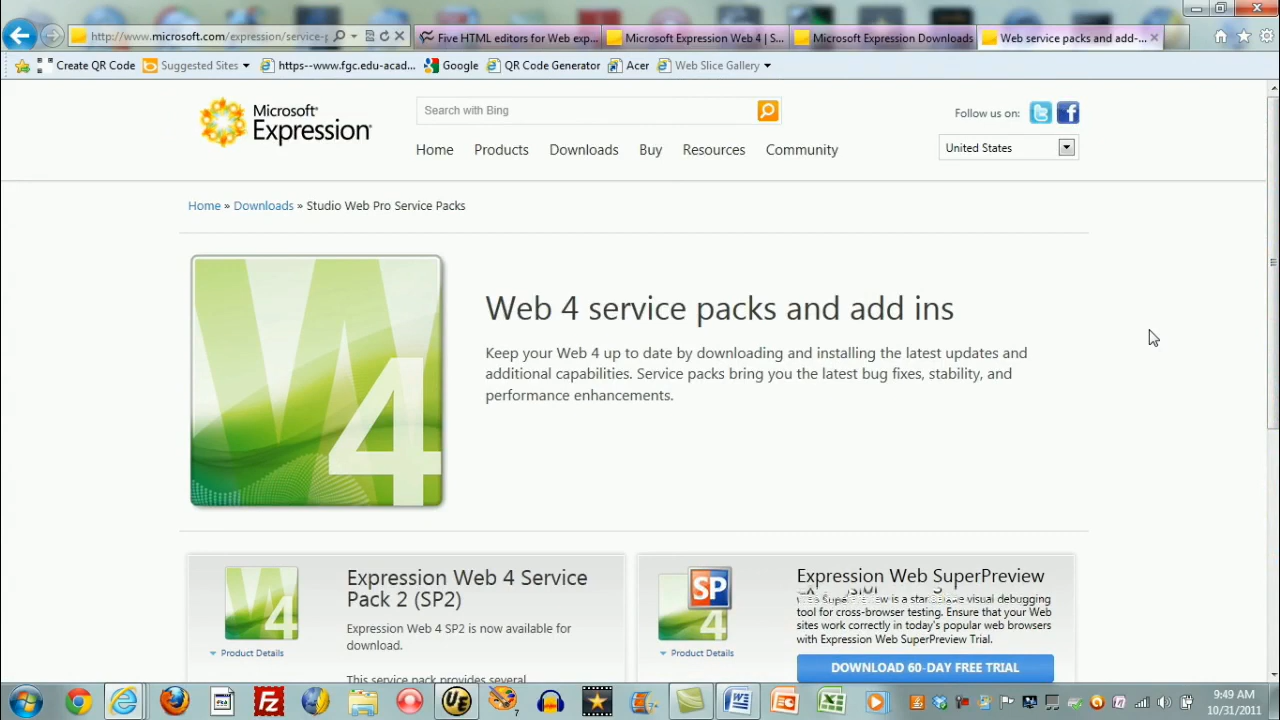 http://www.microsoft.com/expression/service-p
Five HTML editors for Web exp...
Microsoft Expression Web 4 | S...
Microsoft Expression Downloads
Web service packs and add-...
Create QR Code
Suggested Sites
https--www.fgc.edu-acad...
Google
QR Code Generator
Acer
Web Slice Gallery
Microsoft®
Expression®
Search with Bing
Follow us on:
Home Products Downloads Buy Resources Community
United States
Home » Downloads » Studio Web Pro Service Packs
W
4
Web 4 service packs and add ins
Keep your Web 4 up to date by downloading and installing the latest updates and
additional capabilities. Service packs bring you the latest bug fixes, stability, and
performance enhancements.
W
4
Product Details
Expression Web 4 Service
Pack 2 (SP2)
Expression Web 4 SP2 is now available for
download.
This service pack provides several
SP
4
Product Details
Expression Web SuperPreview
Web SuperPreview is a visual debugging
tool for cross-browser testing. Ensure that your Web
sites work correctly in today's popular web browsers
with Expression Web SuperPreview Trial.
DOWNLOAD 60-DAY FREE TRIAL
9:49 AM
10/31/2011